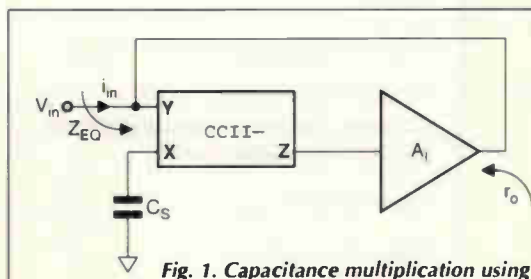 V_in
i_in
Z_EQ
Y
X
CCII-
Z
A_I
r_o
C_S
Fig. 1. Capacitance multiplication using